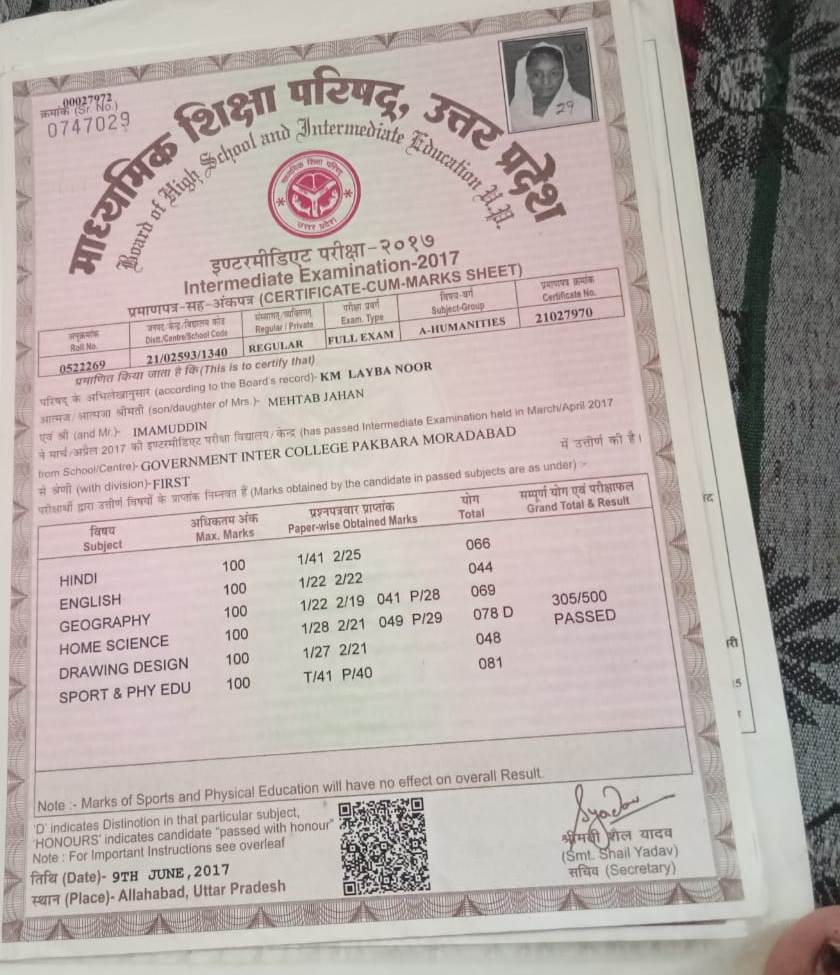 00027972
क्रमांक (Sr. No.)
0747029
29
माध्यमिक शिक्षा परिषद, उत्तर प्रदेश
Board of High School and Intermediate Education U.P.
माध्यमिक शिक्षा परिषद
उत्तर प्रदेश
इण्टरमीडिएट परीक्षा-२०१७
Intermediate Examination-2017
प्रमाणपत्र-सह-अंकपत्र (CERTIFICATE-CUM-MARKS SHEET)
अनुक्रमांक जनपद/केन्द्र/विद्यालय कोड संस्थागत/व्यक्तिगत परीक्षा प्रवर्ग विषय-वर्ग प्रमाणपत्र क्रमांक
Roll No. Distt./Centre/School Code Regular / Private Exam. Type Subject-Group Certificate No.
0522269 21/02593/1340 REGULAR FULL EXAM A-HUMANITIES 21027970
प्रमाणित किया जाता है कि (This is to certify that)
परिषद के अभिलेखानुसार (according to the Board's record)- KM LAYBA NOOR
आत्मज/आत्मजा श्रीमती (son/daughter of Mrs.)- MEHTAB JAHAN
एवं श्री (and Mr.)- IMAMUDDIN
ने मार्च/अप्रैल 2017 की इण्टरमीडिएट परीक्षा विद्यालय/केन्द्र (has passed Intermediate Examination held in March/April 2017
from School/Centre)- GOVERNMENT INTER COLLEGE PAKBARA MORADABAD
से श्रेणी (with division)- FIRST में उत्तीर्ण की है।
परीक्षार्थी द्वारा उत्तीर्ण विषयों के प्राप्तांक निम्नवत हैं (Marks obtained by the candidate in passed subjects are as under) :-
विषय अधिकतम अंक प्रश्नपत्रवार प्राप्तांक योग सम्पूर्ण योग एवं परीक्षाफल
Subject Max. Marks Paper-wise Obtained Marks Total Grand Total & Result
HINDI 100 1/41 2/25 066
ENGLISH 100 1/22 2/22 044
GEOGRAPHY 100 1/22 2/19 041 P/28 069 305/500
HOME SCIENCE 100 1/28 2/21 049 P/29 078 D PASSED
DRAWING DESIGN 100 1/27 2/21 048
SPORT & PHY EDU 100 T/41 P/40 081
Note :- Marks of Sports and Physical Education will have no effect on overall Result.
'D' indicates Distinction in that particular subject,
'HONOURS' indicates candidate "passed with honour"
Note : For Important Instructions see overleaf
तिथि (Date)- 9TH JUNE, 2017
स्थान (Place)- Allahabad, Uttar Pradesh
Syadav
श्रीमती शैल यादव
(Smt. Shail Yadav)
सचिव (Secretary)